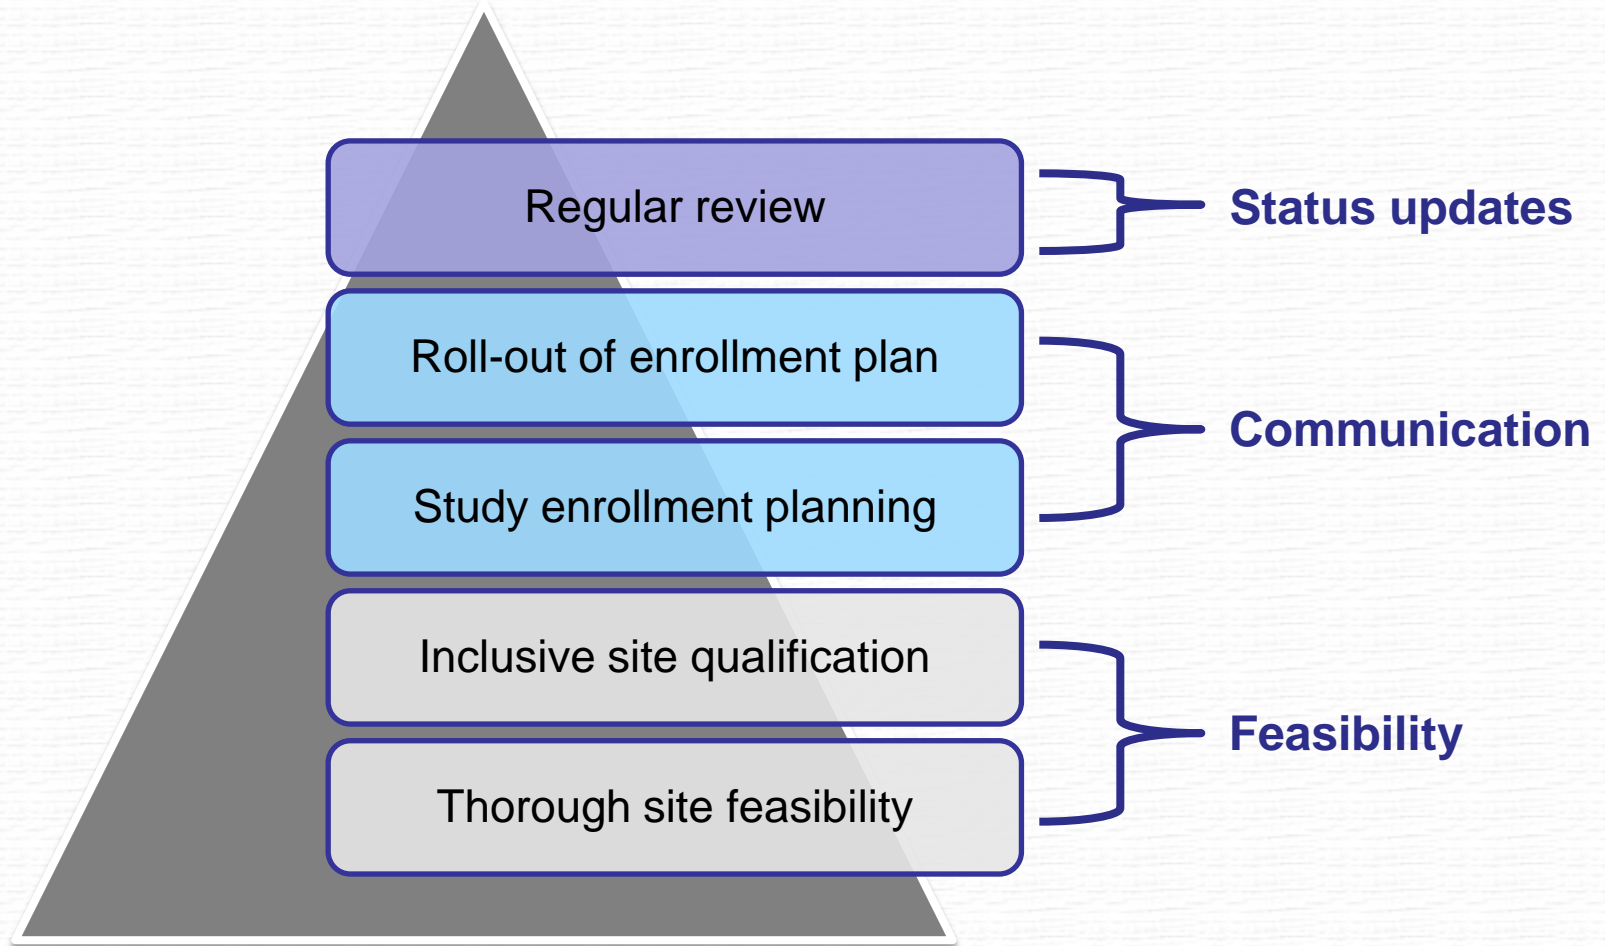 Regular review
Status updates
Roll-out of enrollment plan
Communication
Study enrollment planning
Inclusive site qualification
Feasibility
Thorough site feasibility